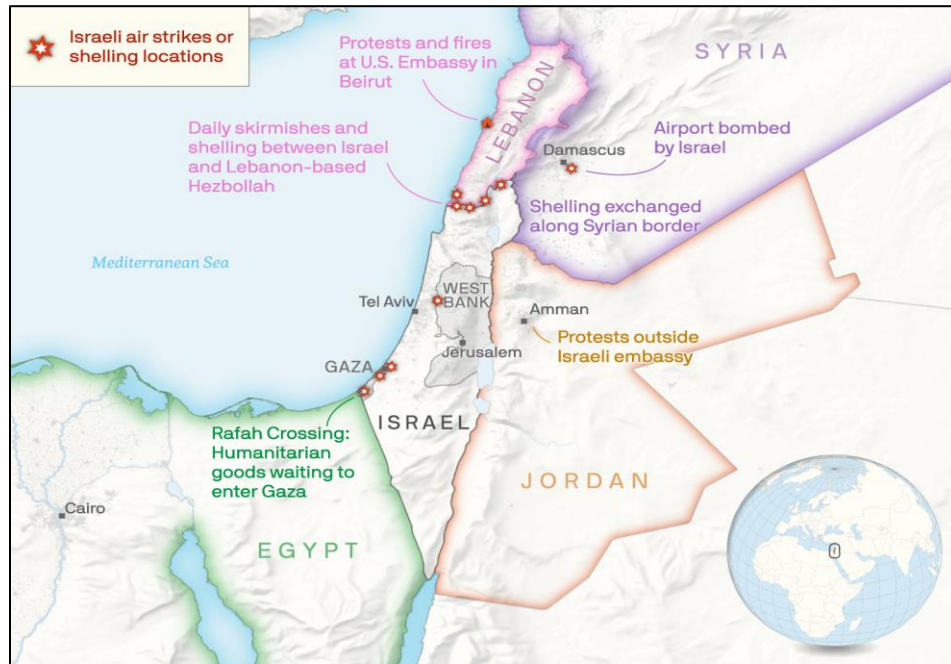 Israeli air strikes or
shelling locations
Protests and fires
at U.S. Embassy in
Beirut
SYRIA
LEBANON
Daily skirmishes and
shelling between Israel
and Lebanon-based
Hezbollah
Damascus
Airport bombed
by Israel
Shelling exchanged
along Syrian border
Mediterranean Sea
Tel Aviv
WEST
BANK
Amman
Protests outside
Israeli embassy
Jerusalem
GAZA
ISRAEL
Rafah Crossing:
Humanitarian
goods waiting to
enter Gaza
JORDAN
Cairo
EGYPT